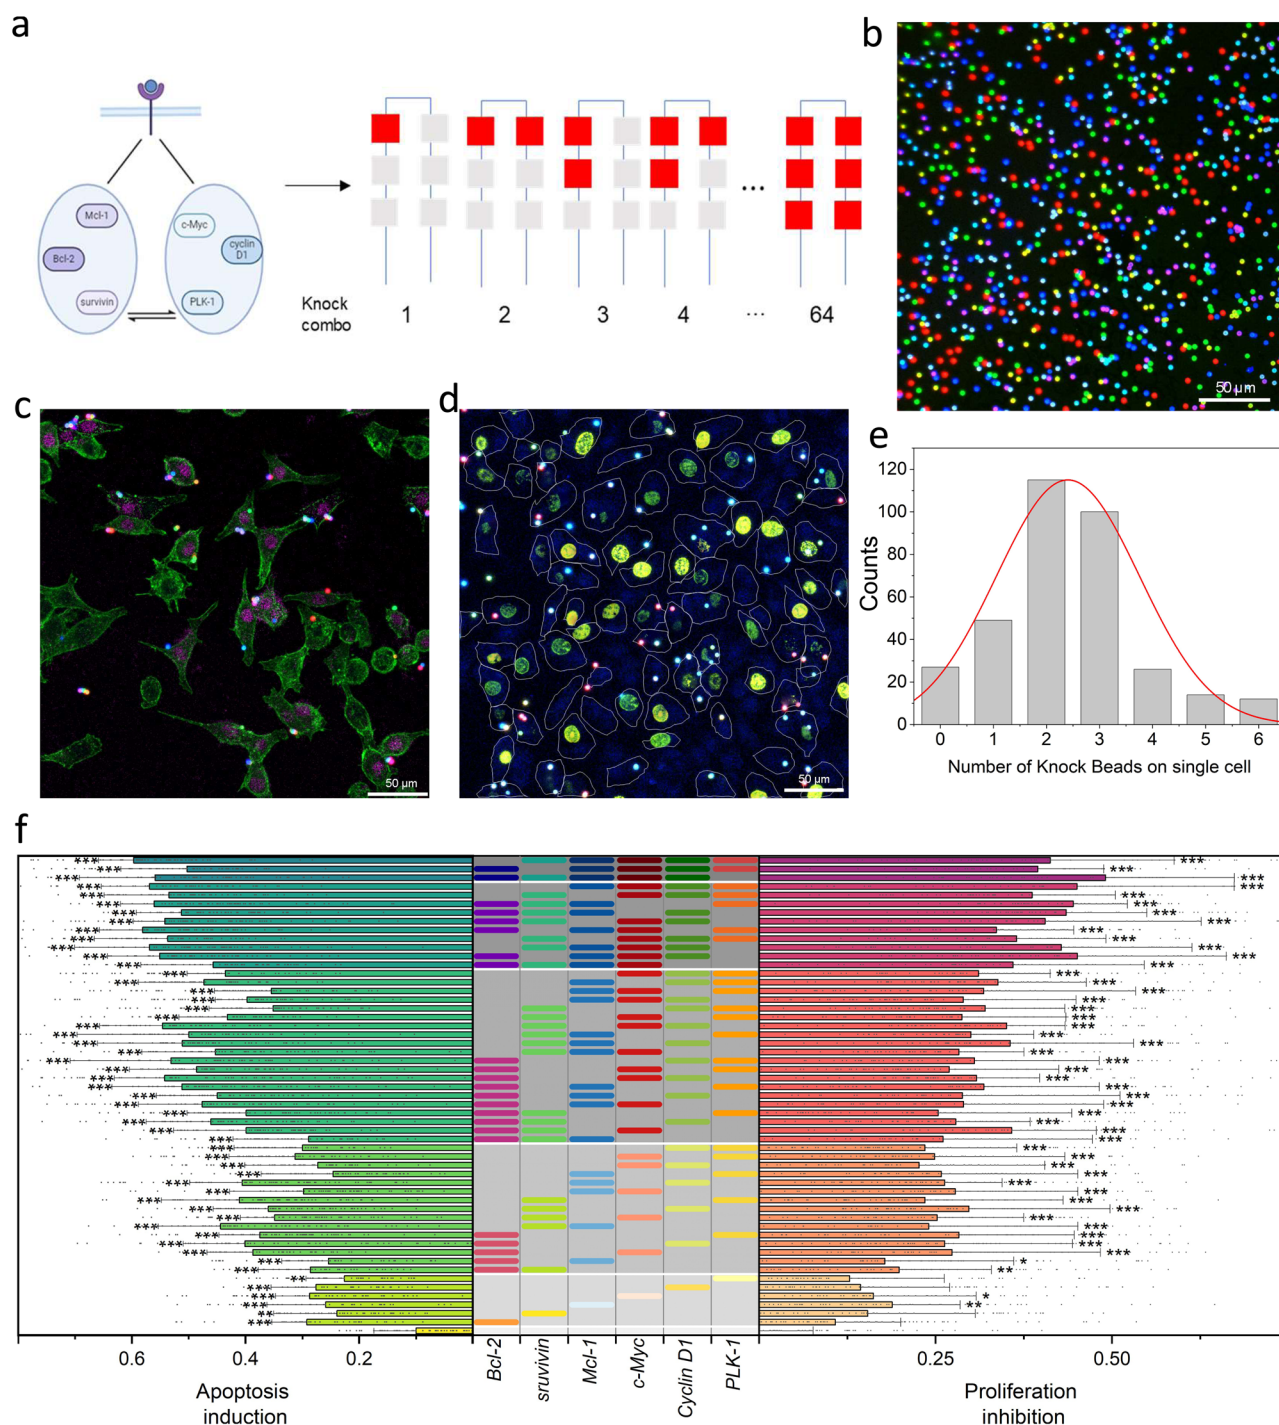 a
b
Mcl-1
Bcl-2
survivin
c-Myc
cyclin
D1
PLK-1
Knock
combo
1
2
3
4
...
64
50 µm
c
d
e
50 µm
50 µm
Counts
120
100
80
60
40
20
0
0 1 2 3 4 5 6
Number of Knock Beads on single cell
f
0.6 0.4 0.2
Apoptosis
induction
Bcl-2
sruvivin
Mcl-1
c-Myc
Cyclin D1
PLK-1
0.25 0.50
Proliferation
inhibition